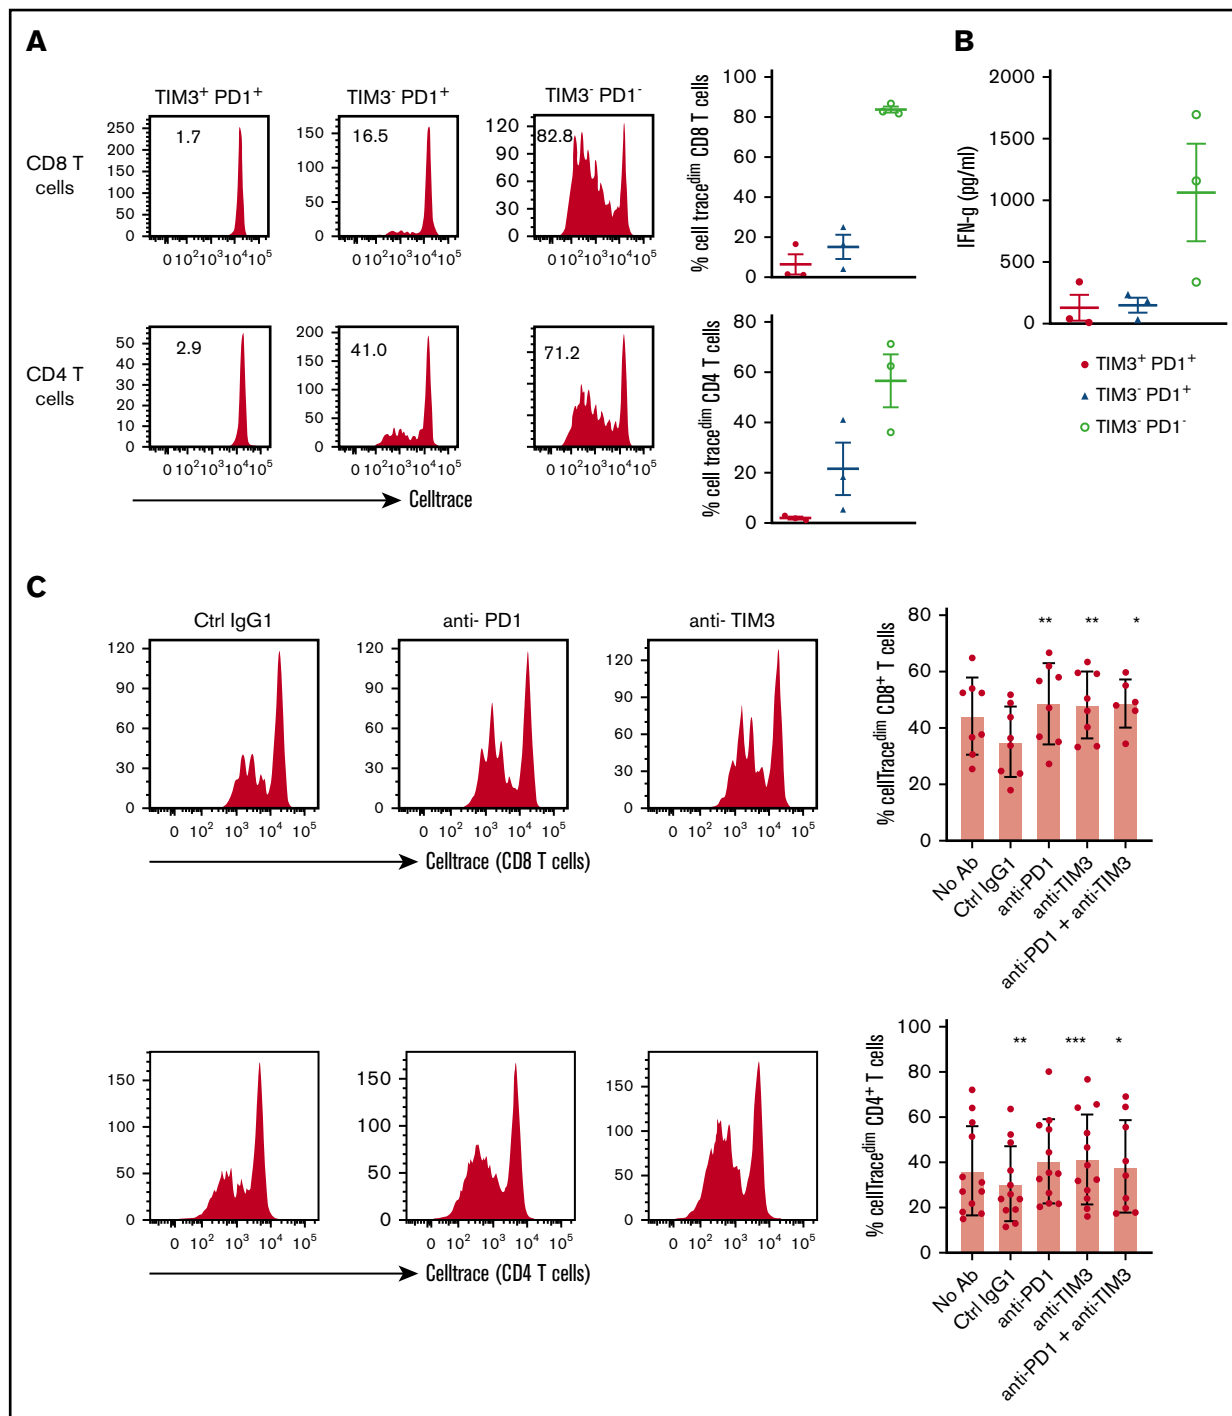 A
TIM3+ PD1+
TIM3- PD1+
TIM3- PD1-
CD8 T
cells
250
200
150
100
50
0
1.7
0 10² 10³ 10⁴ 10⁵
150
100
50
0
16.5
0 10² 10³ 10⁴ 10⁵
120
90
60
30
0
82.8
0 10² 10³ 10⁴ 10⁵
% cell trace^dim CD8 T cells
100
80
60
40
20
0
CD4 T
cells
50
40
30
20
10
0
2.9
0 10² 10³ 10⁴ 10⁵
200
150
100
50
0
41.0
0 10² 10³ 10⁴ 10⁵
71.2
0 10² 10³ 10⁴ 10⁵
Celltrace
% cell trace^dim CD4 T cells
80
60
40
20
0
B
IFN-g (pg/ml)
2000
1500
1000
500
0
TIM3+ PD1+
TIM3- PD1+
TIM3- PD1-
C
Ctrl IgG1
anti- PD1
anti- TIM3
120
90
60
30
0
0 10² 10³ 10⁴ 10⁵
120
90
60
30
0
0 10² 10³ 10⁴ 10⁵
120
90
60
30
0
0 10² 10³ 10⁴ 10⁵
Celltrace (CD8 T cells)
% cellTrace^dim CD8+ T cells
80
60
40
20
0
** ** *
No Ab
Ctrl IgG1
anti-PD1
anti-TIM3
anti-PD1 + anti-TIM3
150
100
50
0
0 10² 10³ 10⁴ 10⁵
150
100
50
0
0 10² 10³ 10⁴ 10⁵
150
100
50
0
0 10² 10³ 10⁴ 10⁵
Celltrace (CD4 T cells)
% cellTrace^dim CD4+ T cells
100
80
60
40
20
0
** *** *
No Ab
Ctrl IgG1
anti-PD1
anti-TIM3
anti-PD1 + anti-TIM3